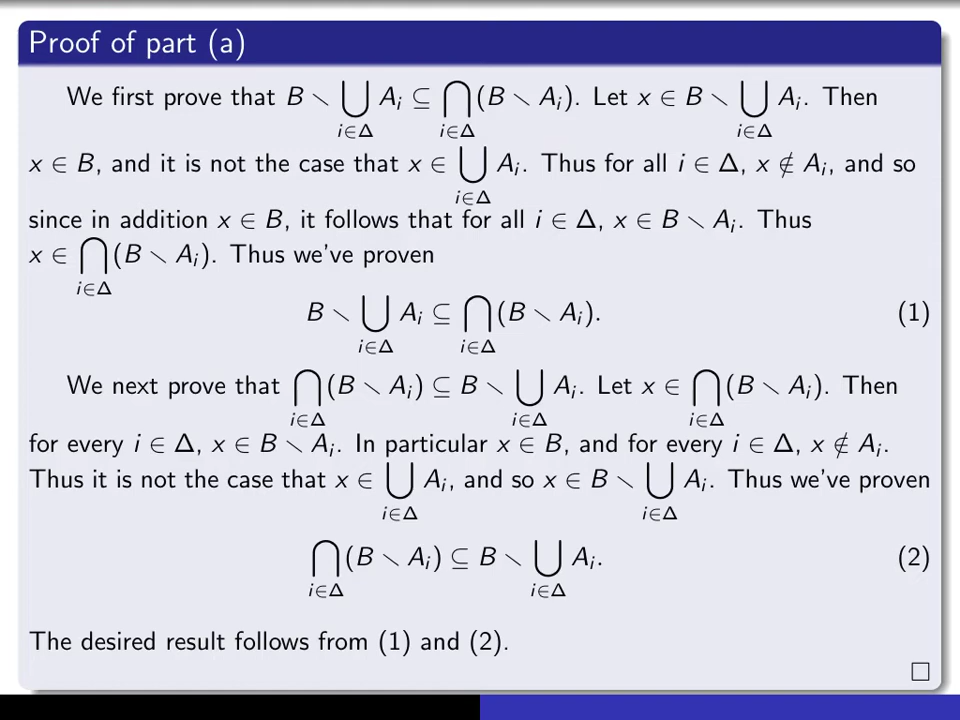 Proof of part (a)
We first prove that B ∖ ⋃_{i∈Δ} A_i ⊆ ⋂_{i∈Δ} (B ∖ A_i). Let x ∈ B ∖ ⋃_{i∈Δ} A_i. Then
x ∈ B, and it is not the case that x ∈ ⋃_{i∈Δ} A_i. Thus for all i ∈ Δ, x ∉ A_i, and so
since in addition x ∈ B, it follows that for all i ∈ Δ, x ∈ B ∖ A_i. Thus
x ∈ ⋂_{i∈Δ} (B ∖ A_i). Thus we've proven
B ∖ ⋃_{i∈Δ} A_i ⊆ ⋂_{i∈Δ} (B ∖ A_i). (1)
We next prove that ⋂_{i∈Δ} (B ∖ A_i) ⊆ B ∖ ⋃_{i∈Δ} A_i. Let x ∈ ⋂_{i∈Δ} (B ∖ A_i). Then
for every i ∈ Δ, x ∈ B ∖ A_i. In particular x ∈ B, and for every i ∈ Δ, x ∉ A_i.
Thus it is not the case that x ∈ ⋃_{i∈Δ} A_i, and so x ∈ B ∖ ⋃_{i∈Δ} A_i. Thus we've proven
⋂_{i∈Δ} (B ∖ A_i) ⊆ B ∖ ⋃_{i∈Δ} A_i. (2)
The desired result follows from (1) and (2).
□